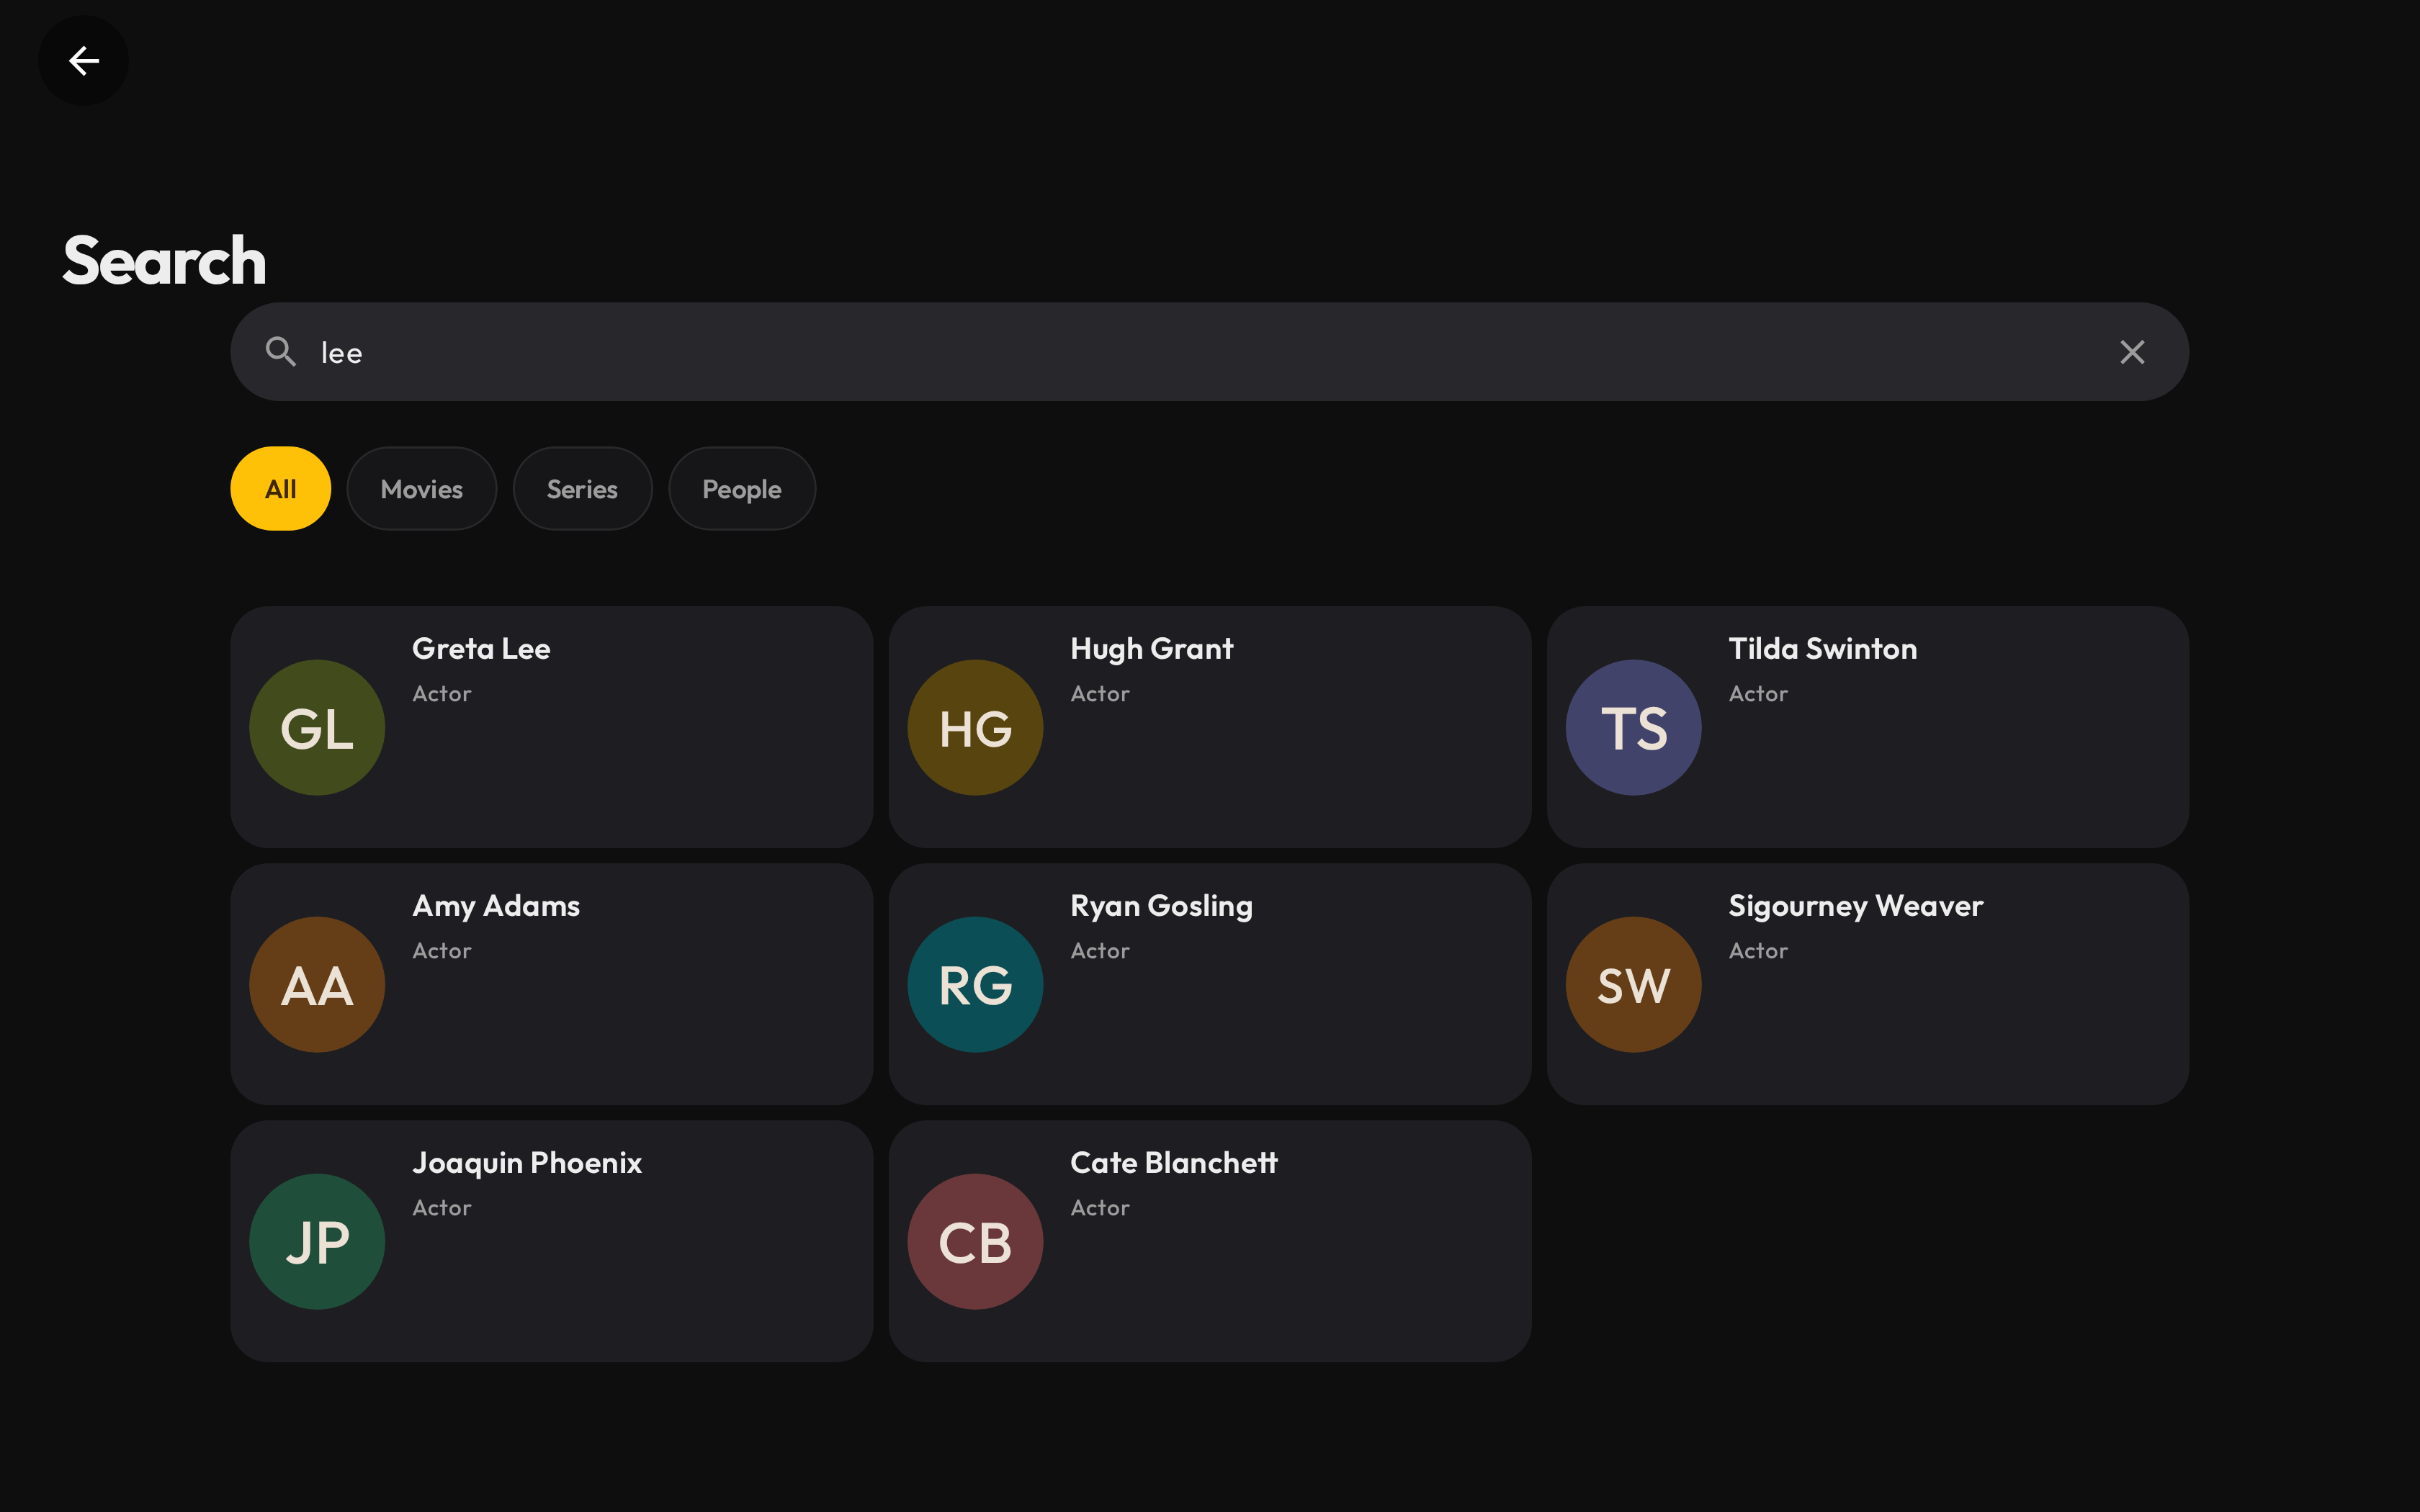 Search
lee
All
Movies
Series
People
GL
Greta Lee
Actor
HG
Hugh Grant
Actor
TS
Tilda Swinton
Actor
AA
Amy Adams
Actor
RG
Ryan Gosling
Actor
SW
Sigourney Weaver
Actor
JP
Joaquin Phoenix
Actor
CB
Cate Blanchett
Actor